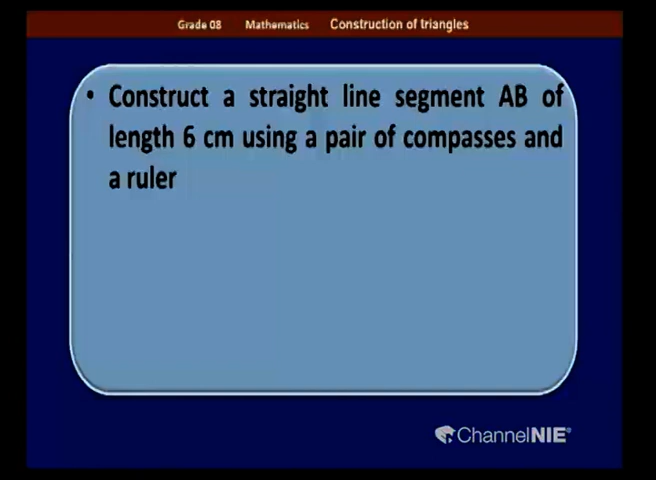 Grade 08 Mathematics Construction of triangles
• Construct a straight line segment AB of
length 6 cm using a pair of compasses and
a ruler
ChannelNIE®